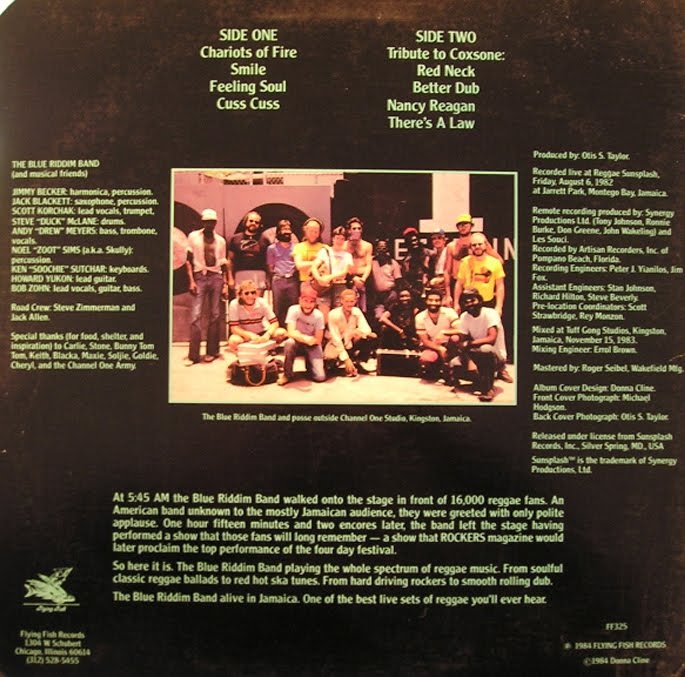 SIDE ONE
Chariots of Fire
Smile
Feeling Soul
Cuss Cuss
SIDE TWO
Tribute to Coxsone:
Red Neck
Better Dub
Nancy Reagan
There's A Law
THE BLUE RIDDIM BAND
(and musical friends)
JIMMY BECKER: harmonica, percussion.
JACK BLACKETT: saxophone, percussion.
SCOTT KORCHAK: lead vocals, trumpet,
STEVE "DUCK" McLANE: drums.
ANDY "DREW" MEYERS: bass, trombone,
vocals.
NOEL "ZOOT" SIMS (a.k.a. Skully):
percussion.
KEN "SOOCHIE" SUTCHAR: keyboards.
HOWARD YUKON: lead guitar.
BOB ZOHN: lead vocals, guitar, bass.
Road Crew: Steve Zimmerman and
Jack Allen.
Special thanks (for food, shelter, and
inspiration) to Carlie, Stone, Bunny Tom
Tom, Keith, Blacka, Maxie, Soljie, Goldie,
Cheryl, and the Channel One Army.
The Blue Riddim Band and posse outside Channel One Studio, Kingston, Jamaica.
Produced by: Otis S. Taylor.
Recorded live at Reggae Sunsplash,
Friday, August 6, 1982
at Jarrett Park, Montego Bay, Jamaica.
Remote recording produced by: Synergy
Productions Ltd. (Tony Johnson, Ronnie
Burke, Don Greene, John Wakeling) and
Les Souci.
Recorded by Artisan Recorders, Inc. of
Pompano Beach, Florida.
Recording Engineers: Peter J. Yianilos, Jim
Fox.
Assistant Engineers: Stan Johnson,
Richard Hilton, Steve Beverly.
Pre-location Coordinators: Scott
Strawbridge, Rey Monzon.
Mixed at Tuff Gong Studios, Kingston,
Jamaica, November 15, 1983.
Mixing Engineer: Errol Brown.
Mastered by: Roger Seibel, Wakefield Mfg.
Album Cover Design: Donna Cline.
Front Cover Photograph: Michael
Hodgson.
Back Cover Photograph: Otis S. Taylor.
Released under license from Sunsplash
Records, Inc., Silver Spring, MD., USA
Sunsplash™ is the trademark of Synergy
Productions, Ltd.
At 5:45 AM the Blue Riddim Band walked onto the stage in front of 16,000 reggae fans. An
American band unknown to the mostly Jamaican audience, they were greeted with only polite
applause. One hour fifteen minutes and two encores later, the band left the stage having
performed a show that those fans will long remember — a show that ROCKERS magazine would
later proclaim the top performance of the four day festival.
So here it is. The Blue Riddim Band playing the whole spectrum of reggae music. From soulful
classic reggae ballads to red hot ska tunes. From hard driving rockers to smooth rolling dub.
The Blue Riddim Band alive in Jamaica. One of the best live sets of reggae you'll ever hear.
Flying Fish
Flying Fish Records
1304 W Schubert
Chicago, Illinois 60614
(312) 528-5455
FF325
℗ 1984 FLYING FISH RECORDS
©1984 Donna Cline